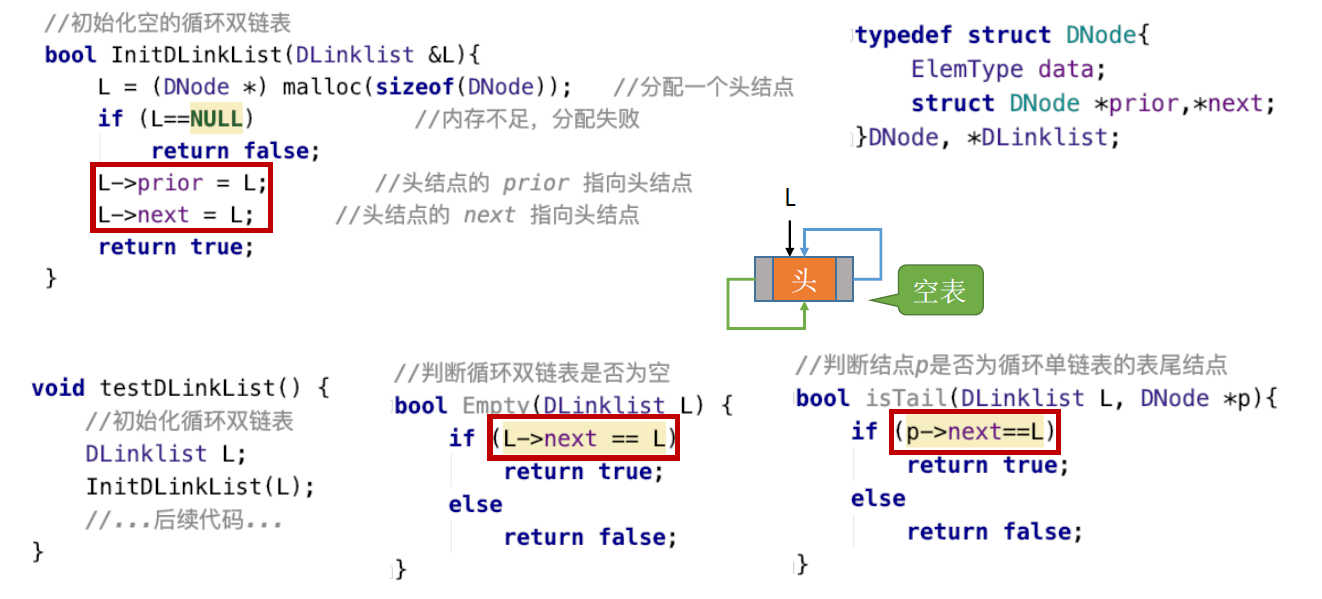 //初始化空的循环双链表
bool InitDLinkList(DLinklist &L){
L = (DNode *) malloc(sizeof(DNode)); //分配一个头结点
if (L==NULL) //内存不足，分配失败
return false;
L->prior = L; //头结点的 prior 指向头结点
L->next = L; //头结点的 next 指向头结点
return true;
}
typedef struct DNode{
ElemType data;
struct DNode *prior,*next;
}DNode, *DLinklist;
L
头
空表
void testDLinkList() {
//初始化循环双链表
DLinklist L;
InitDLinkList(L);
//...后续代码...
}
//判断循环双链表是否为空
bool Empty(DLinklist L) {
if (L->next == L)
return true;
else
return false;
}
//判断结点p是否为循环单链表的表尾结点
bool isTail(DLinklist L, DNode *p){
if (p->next==L)
return true;
else
return false;
}